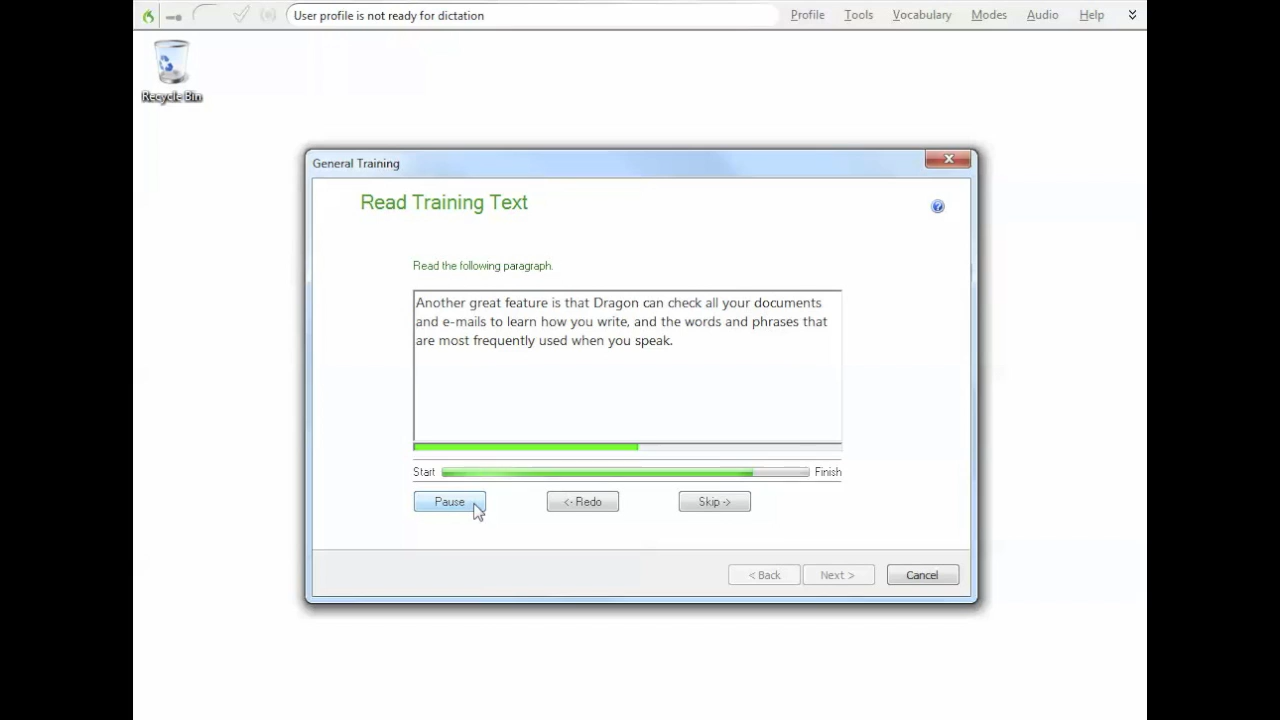 User profile is not ready for dictation
Profile Tools Vocabulary Modes Audio Help
Recycle Bin
General Training
Read Training Text
Read the following paragraph.
Another great feature is that Dragon can check all your documents
and e-mails to learn how you write, and the words and phrases that
are most frequently used when you speak.
Start Finish
Pause <- Redo Skip ->
< Back Next > Cancel